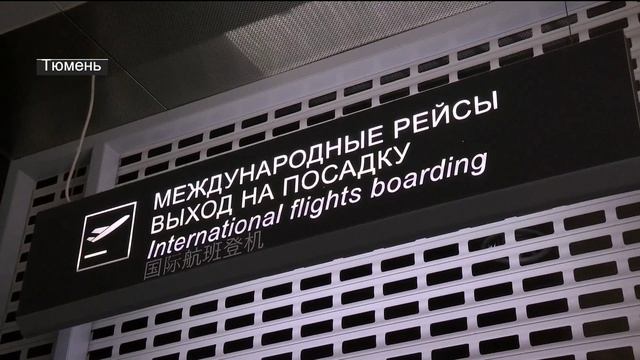 Тюмень
МЕЖДУНАРОДНЫЕ РЕЙСЫ
ВЫХОД НА ПОСАДКУ
International flights boarding
国际航班登机